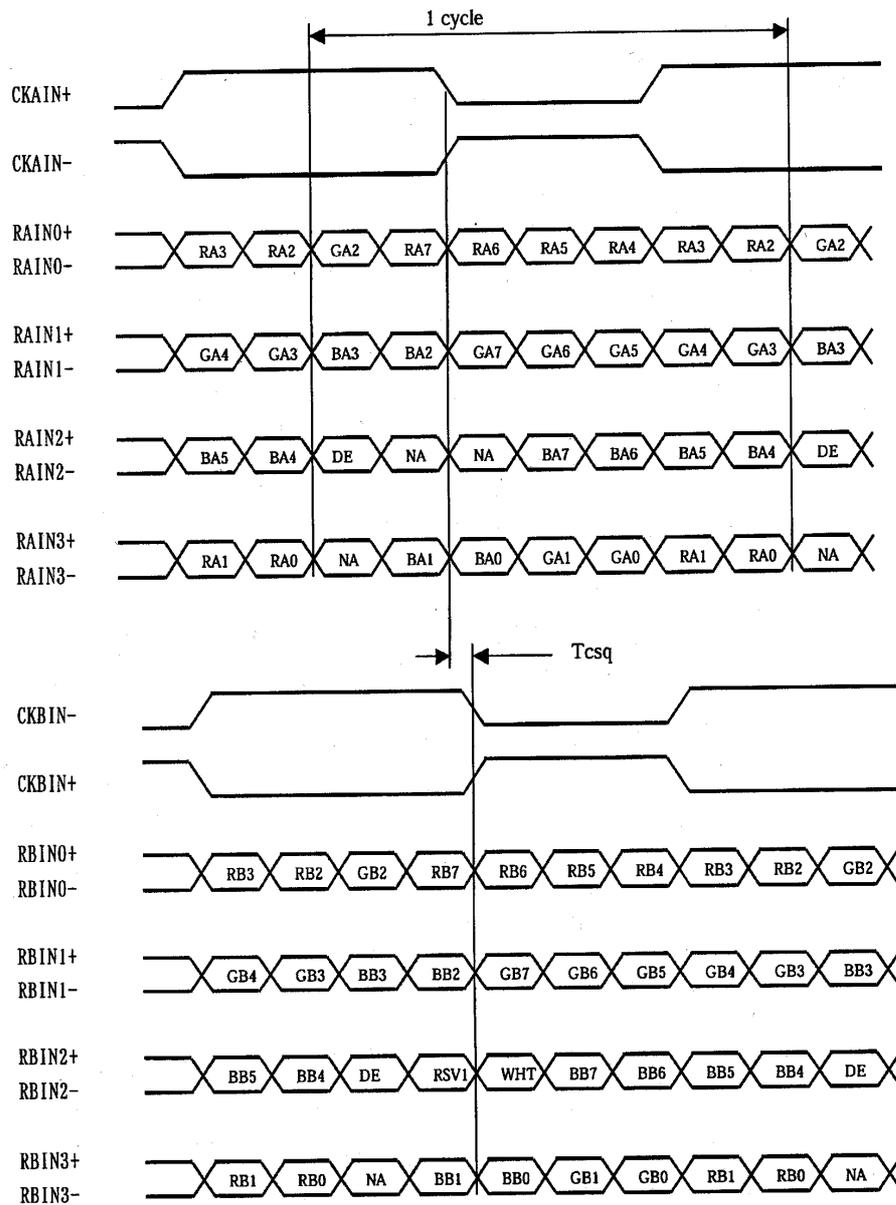 1 cycle
CKAIN+
CKAIN-
RAIN0+
RA3 RA2 GA2 RA7 RA6 RA5 RA4 RA3 RA2 GA2
RAIN0-
RAIN1+
GA4 GA3 BA3 BA2 GA7 GA6 GA5 GA4 GA3 BA3
RAIN1-
RAIN2+
BA5 BA4 DE NA NA BA7 BA6 BA5 BA4 DE
RAIN2-
RAIN3+
RA1 RA0 NA BA1 BA0 GA1 GA0 RA1 RA0 NA
RAIN3-
Tcsq
CKBIN-
CKBIN+
RBIN0+
RB3 RB2 GB2 RB7 RB6 RB5 RB4 RB3 RB2 GB2
RBIN0-
RBIN1+
GB4 GB3 BB3 BB2 GB7 GB6 GB5 GB4 GB3 BB3
RBIN1-
RBIN2+
BB5 BB4 DE RSV1 WHT BB7 BB6 BB5 BB4 DE
RBIN2-
RBIN3+
RB1 RB0 NA BB1 BB0 GB1 GB0 RB1 RB0 NA
RBIN3-